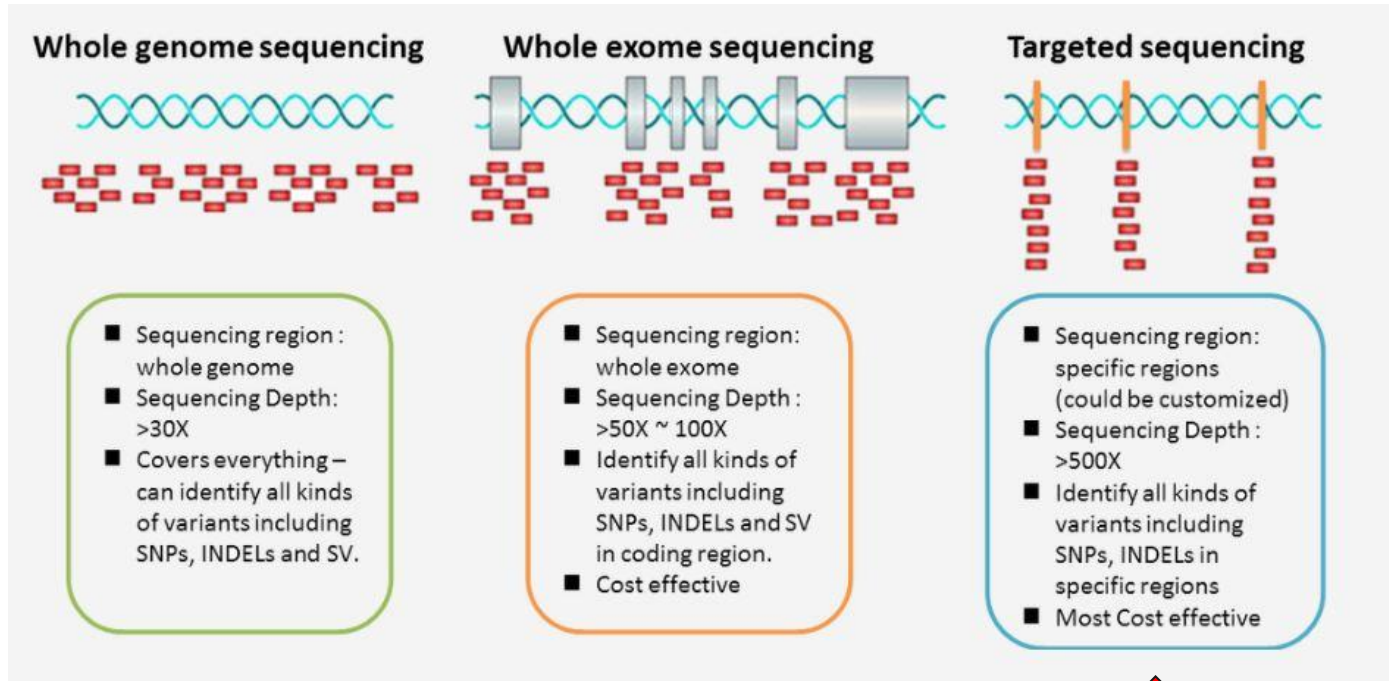 Whole genome sequencing
Whole exome sequencing
Targeted sequencing
■ Sequencing region :
whole genome
■ Sequencing Depth:
>30X
■ Covers everything –
can identify all kinds
of variants including
SNPs, INDELs and SV.
■ Sequencing region:
whole exome
■ Sequencing Depth :
>50X ~ 100X
■ Identify all kinds of
variants including
SNPs, INDELs and SV
in coding region.
■ Cost effective
■ Sequencing region:
specific regions
(could be customized)
■ Sequencing Depth :
>500X
■ Identify all kinds of
variants including
SNPs, INDELs in
specific regions
■ Most Cost effective